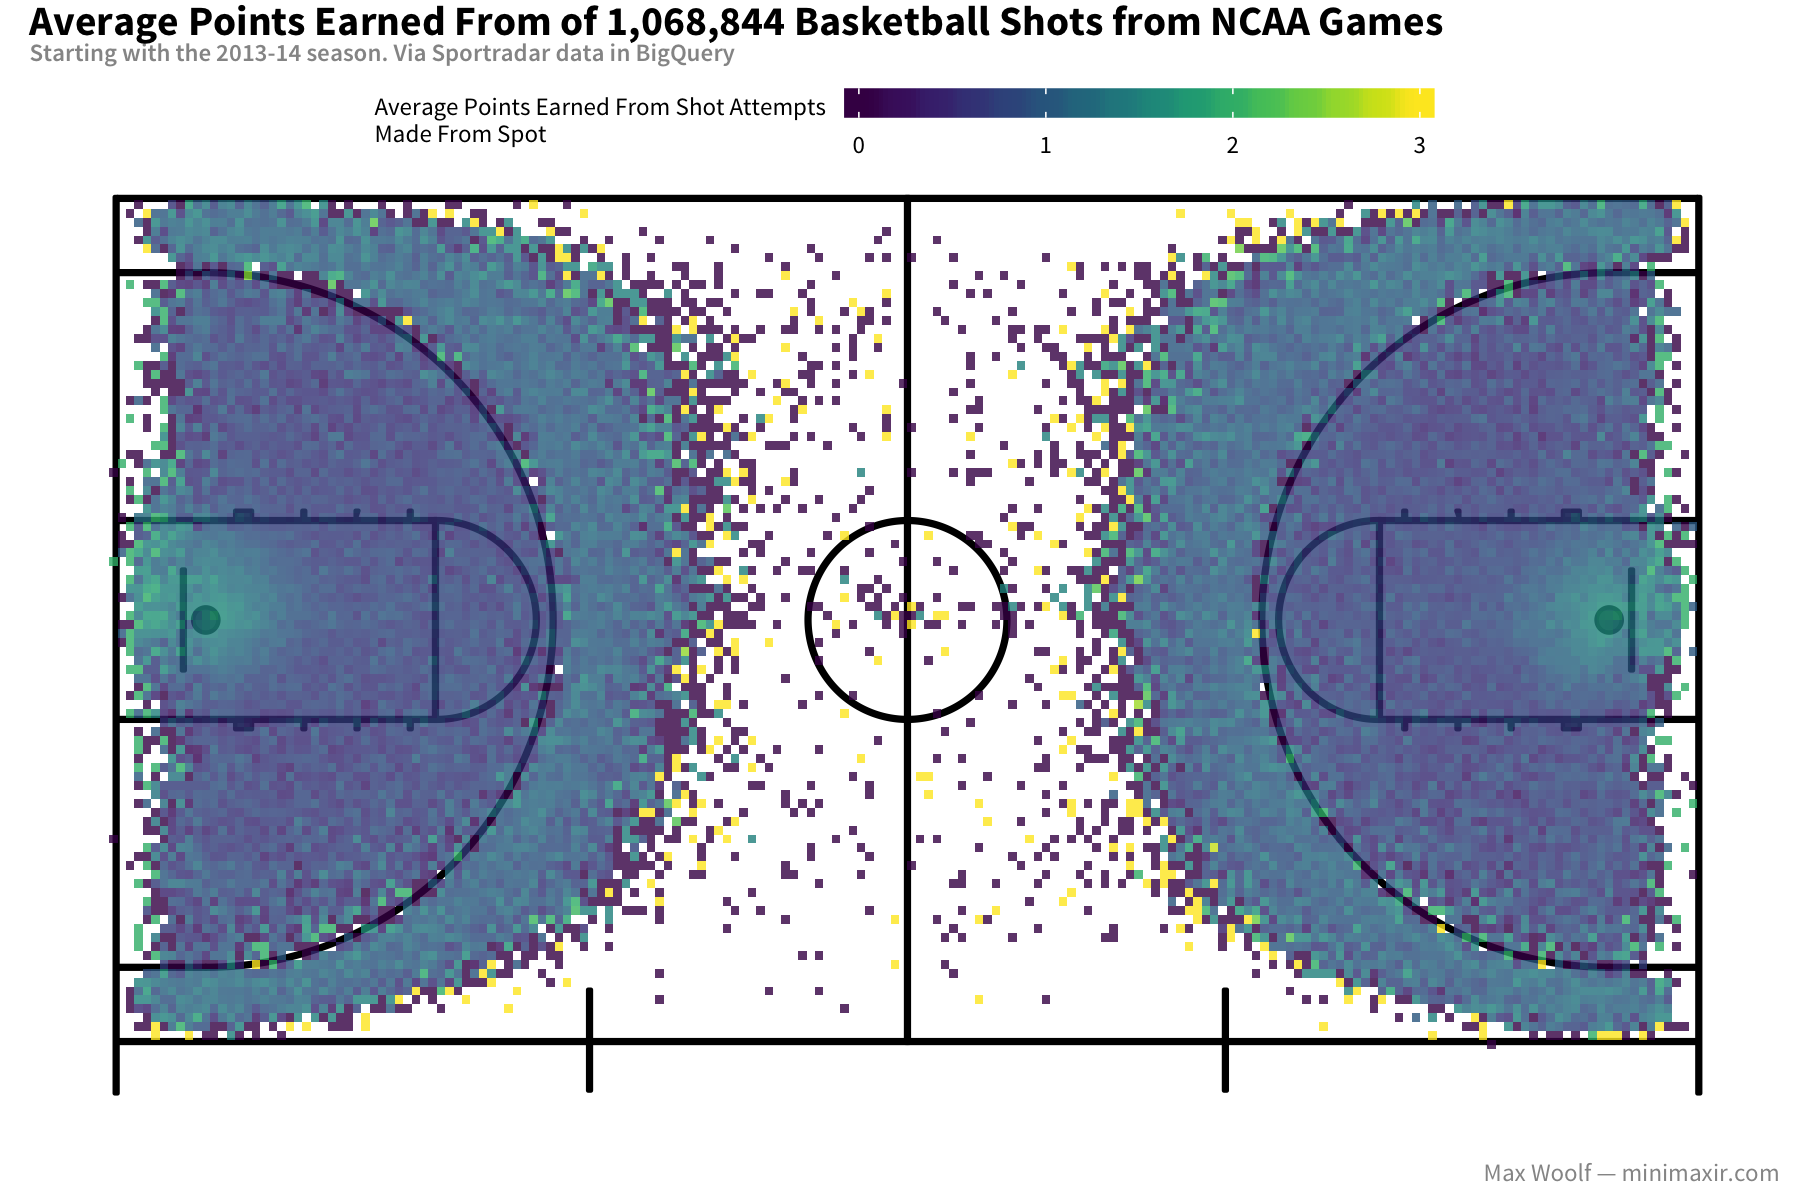 Average Points Earned From of 1,068,844 Basketball Shots from NCAA Games
Starting with the 2013-14 season. Via Sportradar data in BigQuery
Average Points Earned From Shot Attempts
Made From Spot
0 1 2 3
Max Woolf — minimaxir.com